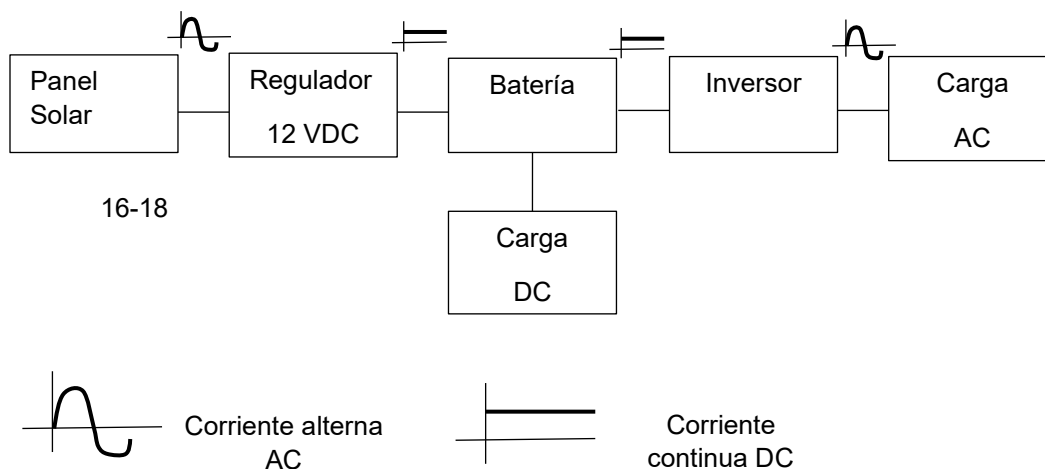 Panel
Solar
Regulador
12 VDC
Batería
Inversor
Carga
AC
16-18
Carga
DC
Corriente alterna
AC
Corriente
continua DC